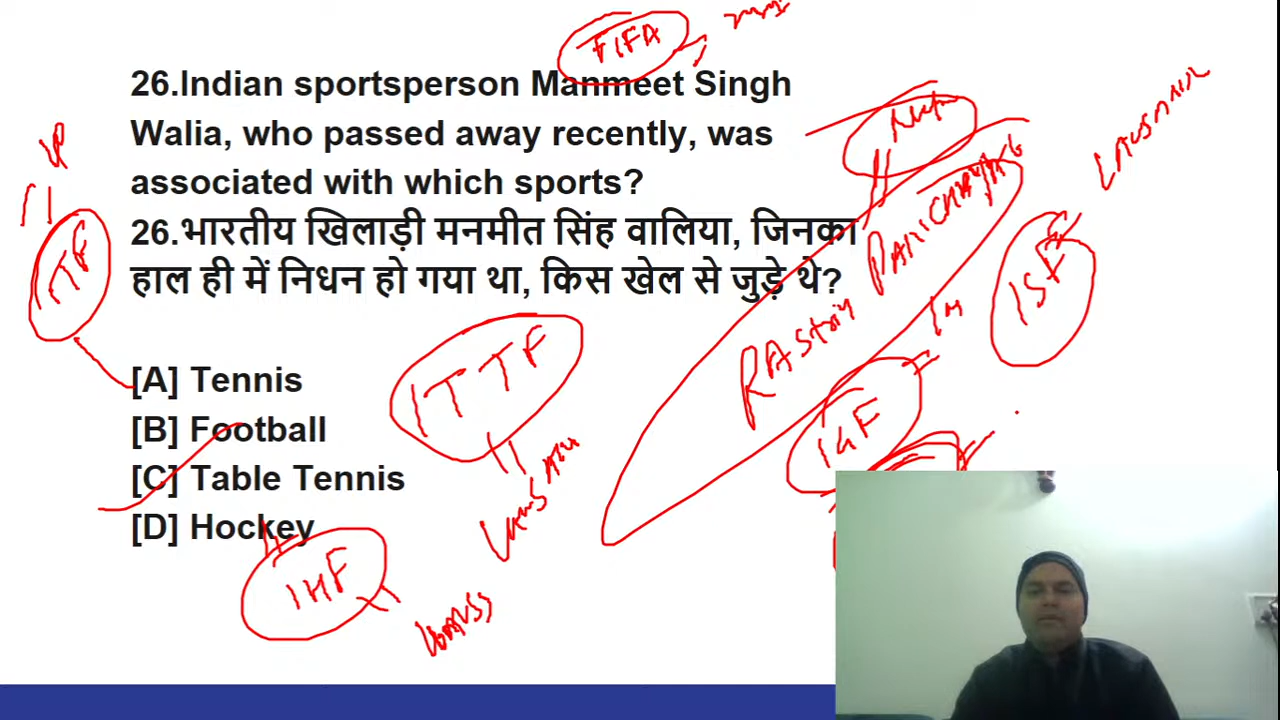 FIFA
26.Indian sportsperson Manmeet Singh
Walia, who passed away recently, was
associated with which sports?
26.भारतीय खिलाड़ी मनमीत सिंह वालिया, जिनका
हाल ही में निधन हो गया था, किस खेल से जुड़े थे?
ITF
ISF
ITTF
IGF
[A] Tennis
[B] Football
[C] Table Tennis
[D] Hockey
IHF